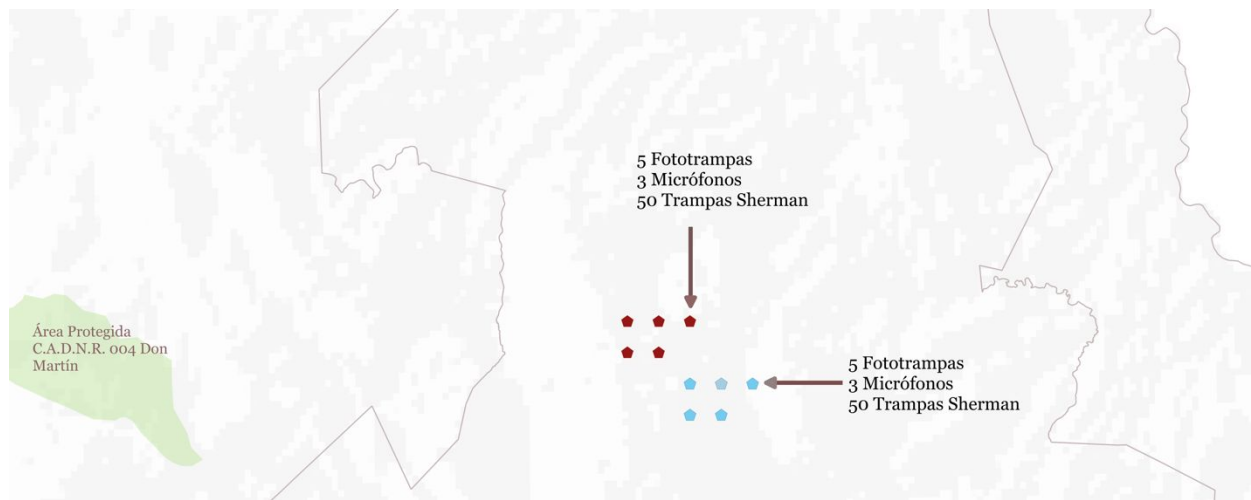 5 Fototrampas
3 Micrófonos
50 Trampas Sherman
Área Protegida
C.A.D.N.R. 004 Don
Martín
5 Fototrampas
3 Micrófonos
50 Trampas Sherman